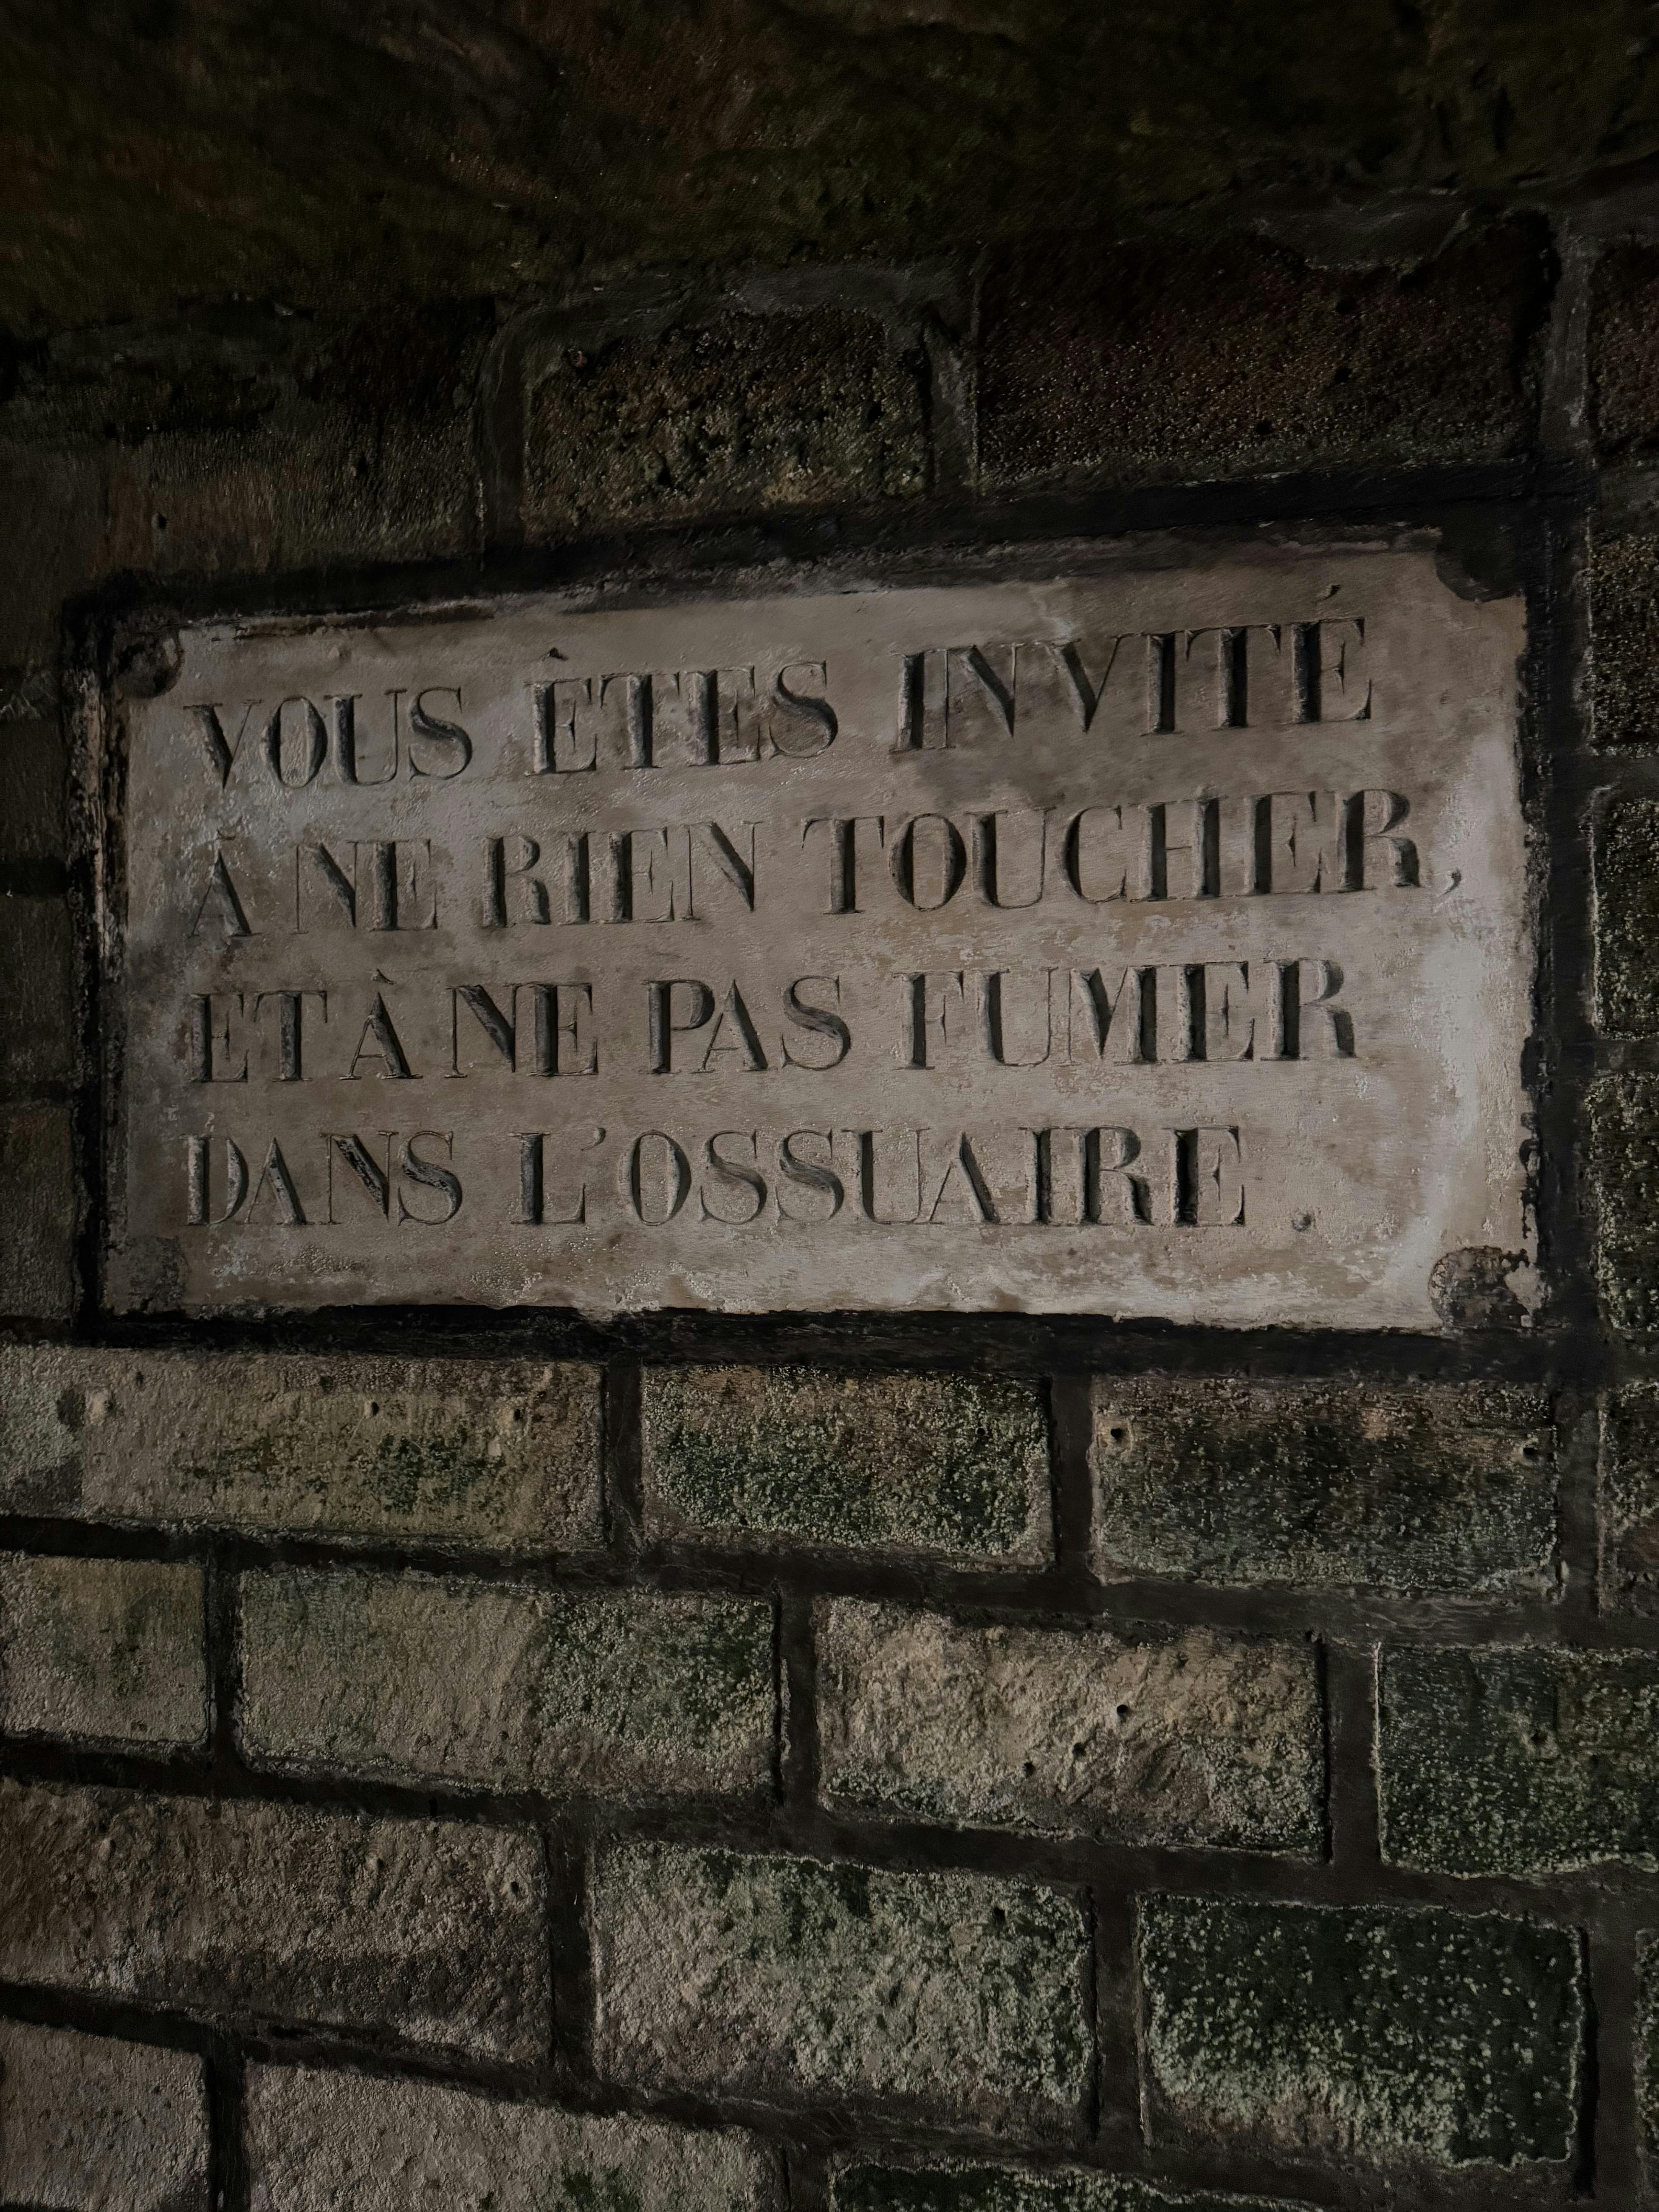 VOUS ÊTES INVITÉ
À NE RIEN TOUCHER,
ET À NE PAS FUMER
DANS L'OSSUAIRE.